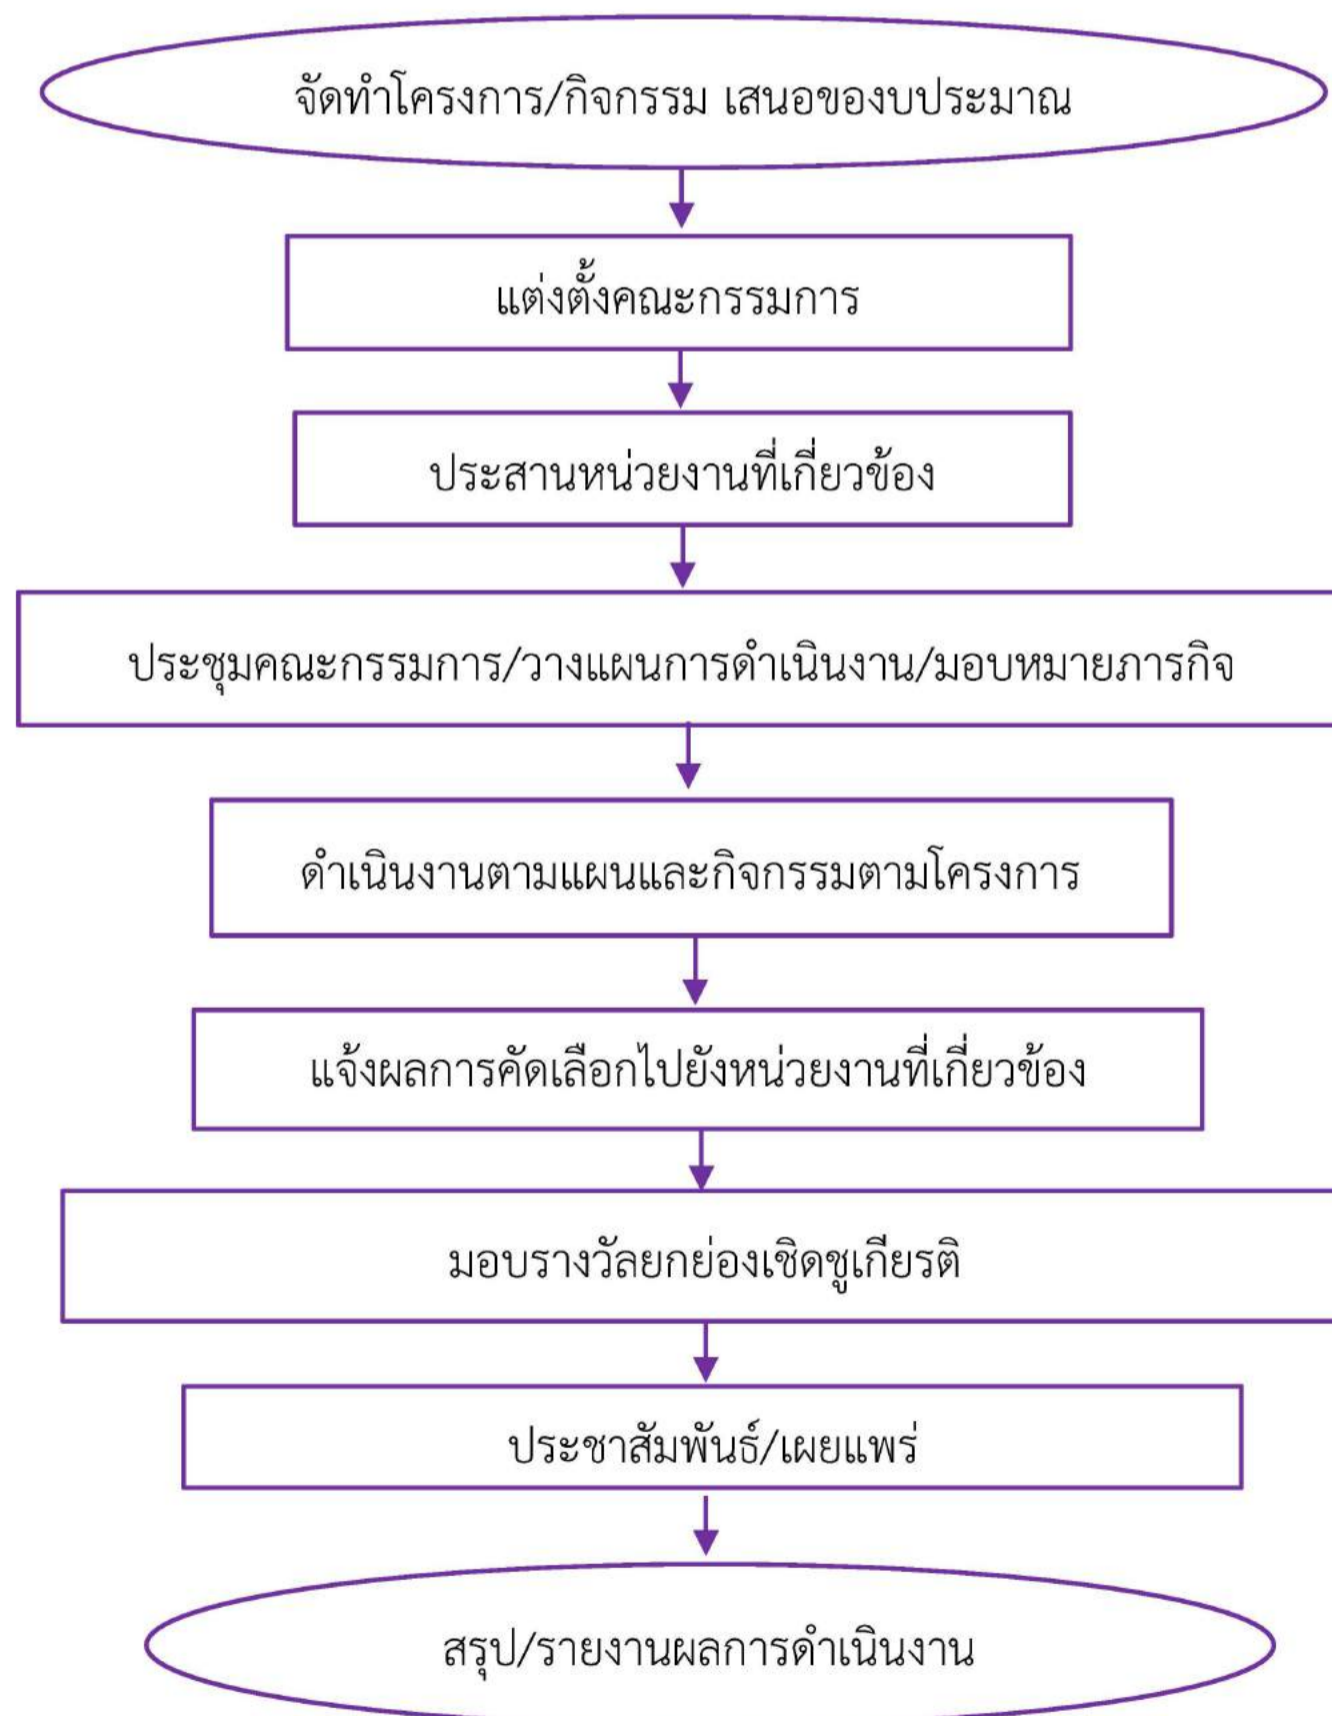 จัดทำโครงการ/กิจกรรม เสนอของบประมาณ
แต่งตั้งคณะกรรมการ
ประสานหน่วยงานที่เกี่ยวข้อง
ประชุมคณะกรรมการ/วางแผนการดำเนินงาน/มอบหมายภารกิจ
ดำเนินงานตามแผนและกิจกรรมตามโครงการ
แจ้งผลการคัดเลือกไปยังหน่วยงานที่เกี่ยวข้อง
มอบรางวัลยกย่องเชิดชูเกียรติ
ประชาสัมพันธ์/เผยแพร่
สรุป/รายงานผลการดำเนินงาน